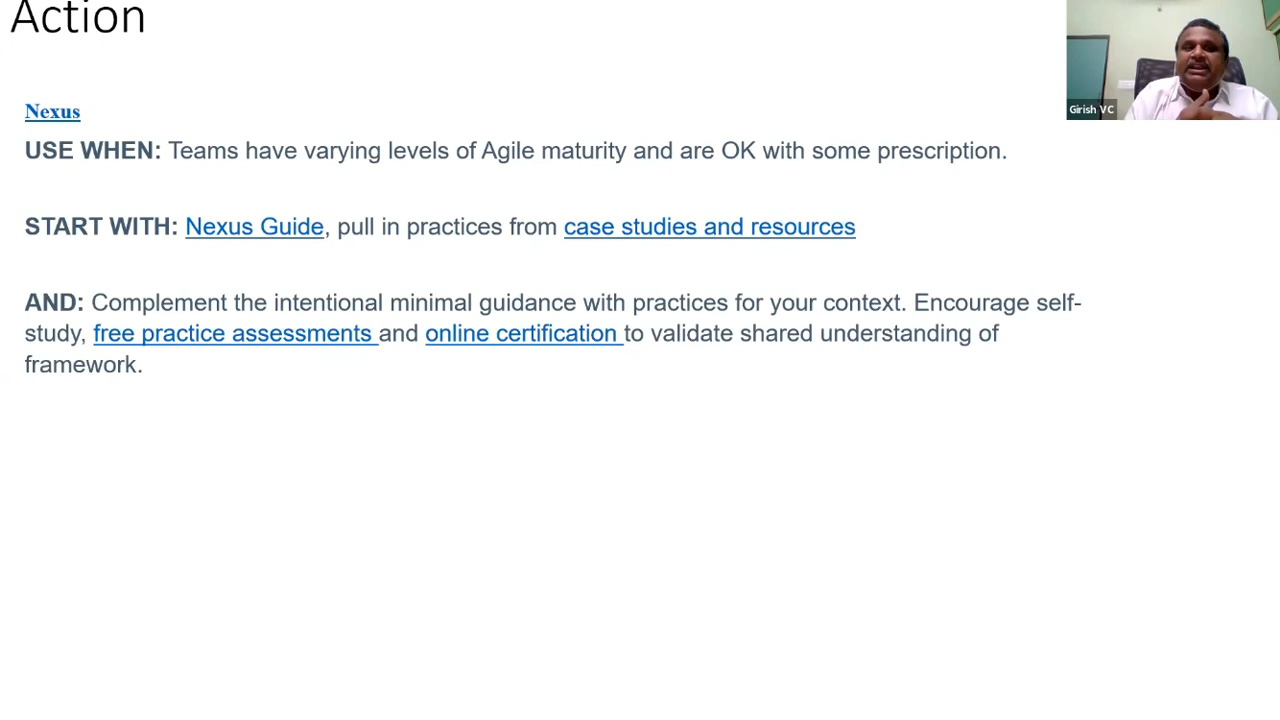 Action
Girish VC
Nexus
USE WHEN: Teams have varying levels of Agile maturity and are OK with some prescription.
START WITH: Nexus Guide, pull in practices from case studies and resources
AND: Complement the intentional minimal guidance with practices for your context. Encourage self-
study, free practice assessments and online certification to validate shared understanding of
framework.